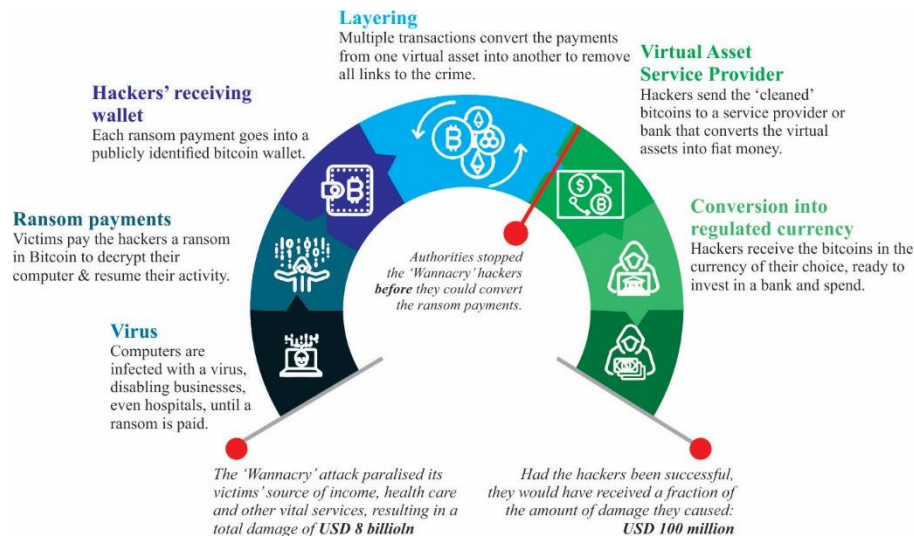 Layering
Multiple transactions convert the payments
from one virtual asset into another to remove
all links to the crime.
Virtual Asset
Service Provider
Hackers send the ‘cleaned’
bitcoins to a service provider or
bank that converts the virtual
assets into fiat money.
Hackers’ receiving
wallet
Each ransom payment goes into a
publicly identified bitcoin wallet.
Ransom payments
Victims pay the hackers a ransom
in Bitcoin to decrypt their
computer & resume their activity.
Conversion into
regulated currency
Hackers receive the bitcoins in the
currency of their choice, ready to
invest in a bank and spend.
Authorities stopped
the ‘Wannacry’ hackers
before they could convert
the ransom payments.
Virus
Computers are
infected with a virus,
disabling businesses,
even hospitals, until a
ransom is paid.
The ‘Wannacry’ attack paralised its
victims’ source of income, health care
and other vital services, resulting in a
total damage of USD 8 billioln
Had the hackers been successful,
they would have received a fraction of
the amount of damage they caused:
USD 100 million